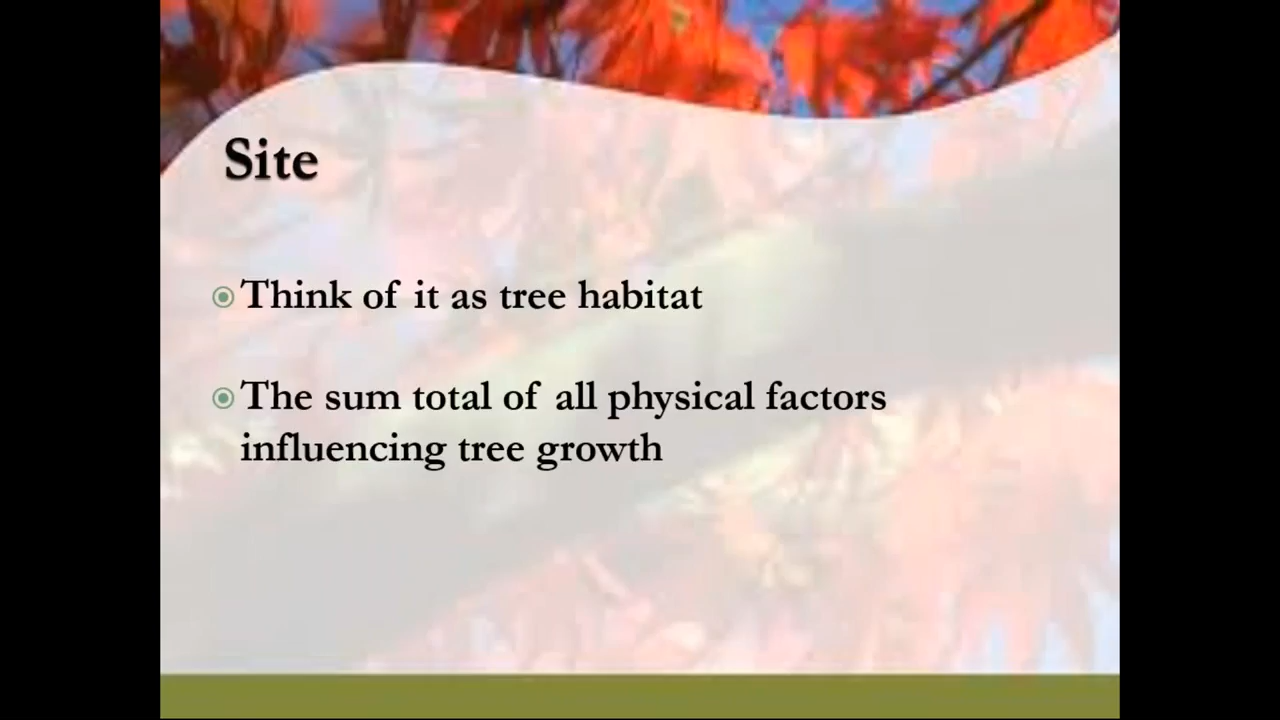 Site
Think of it as tree habitat
The sum total of all physical factors
influencing tree growth